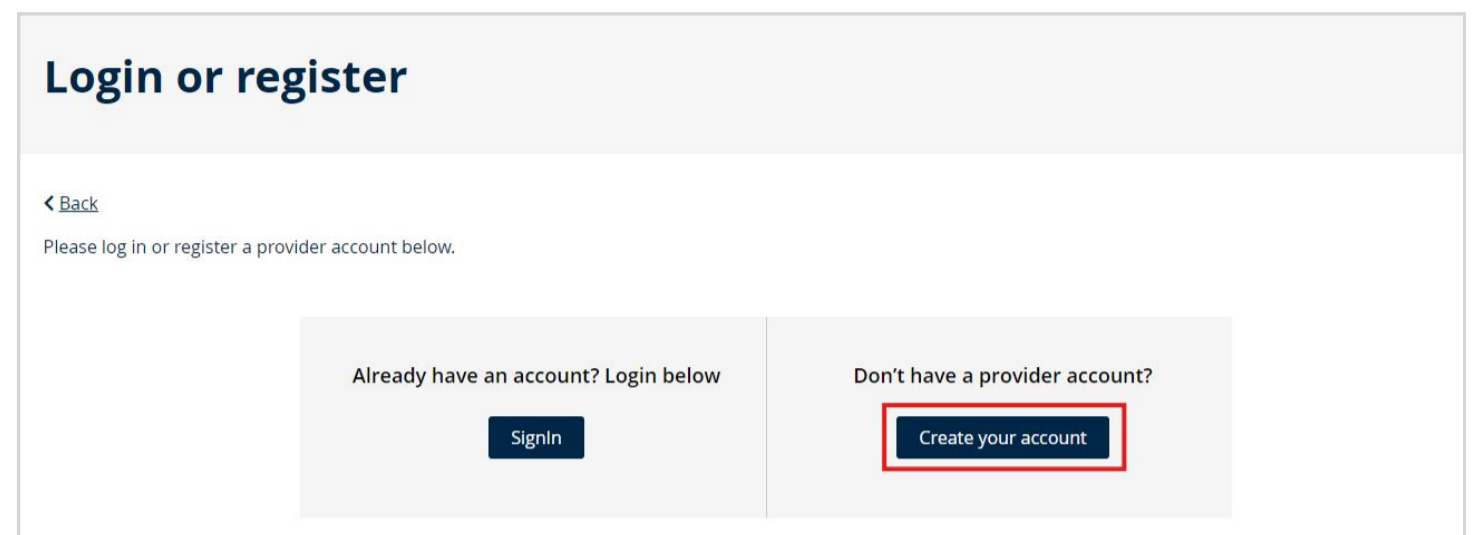 Login or register
Back
Please log in or register a provider account below.
Already have an account? Login below
SignIn
Don't have a provider account?
Create your account